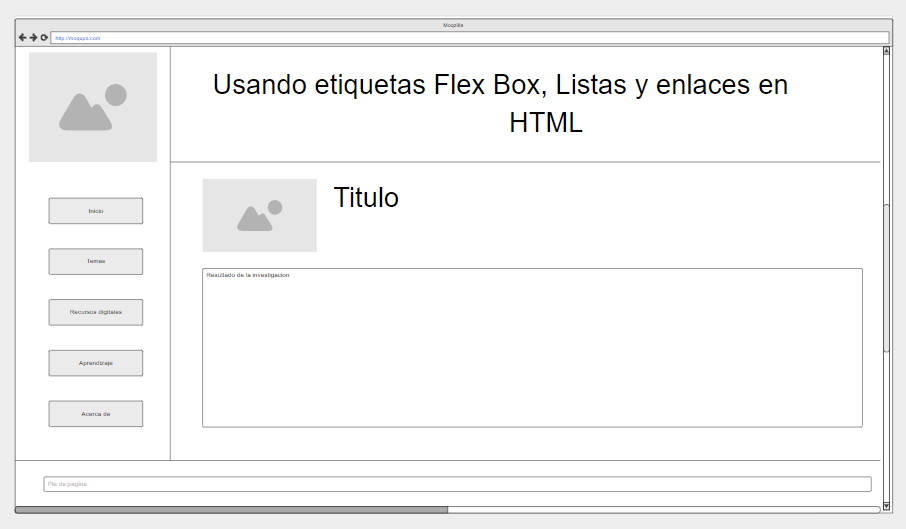 Moqzilla
http://moqups.com
Usando etiquetas Flex Box, Listas y enlaces en
HTML
Inicio
Titulo
Temas
Resultado de la investigacion
Recursos digitales
Aprendizaje
Acerca de
Pie de pagina